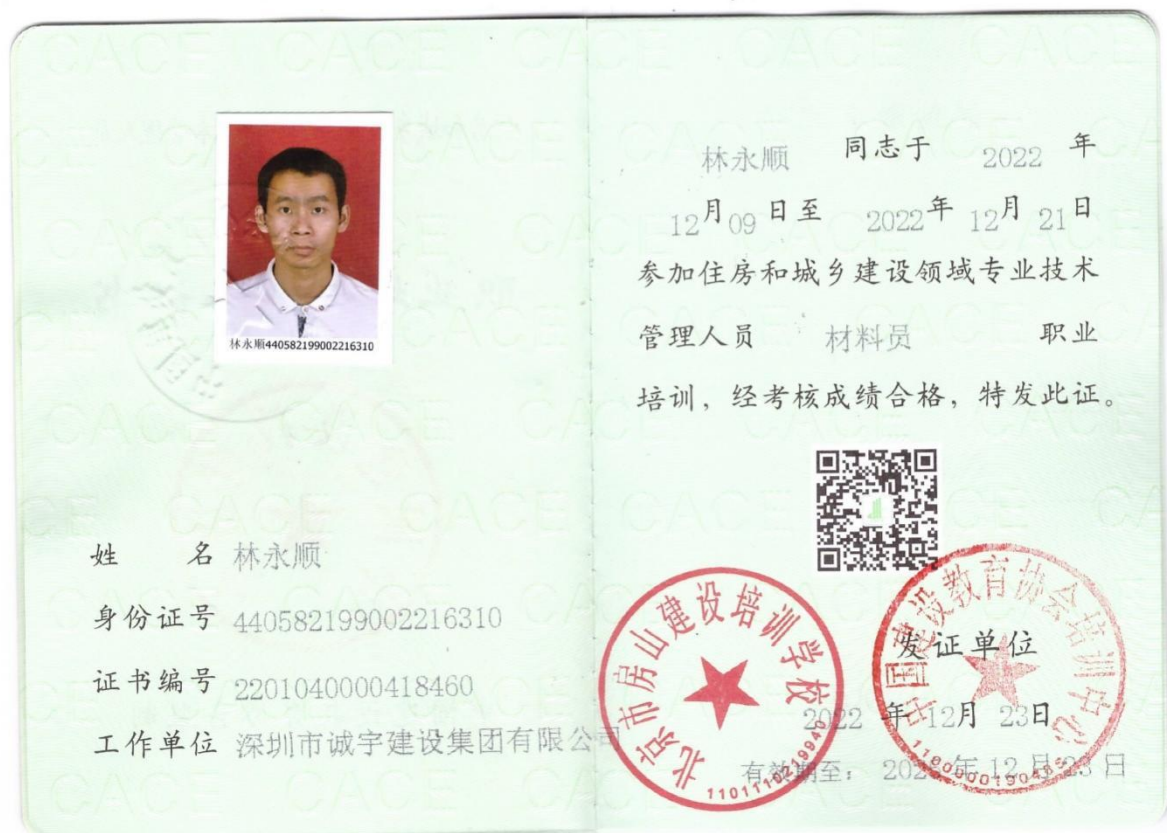 林永顺440582199002216310
姓 名 林永顺
身份证号 440582199002216310
证书编号 2201040000418460
工作单位 深圳市诚宇建设集团有限公司
林永顺 同志于 2022 年
12月09日至 2022年12月21日
参加住房和城乡建设领域专业技术
管理人员 材料员 职业
培训，经考核成绩合格，特发此证。
北京市房山建设培训学校
中国建设教育协会培训中心
发证单位
2022 年 12月 23日
有效期至： 年12月23日